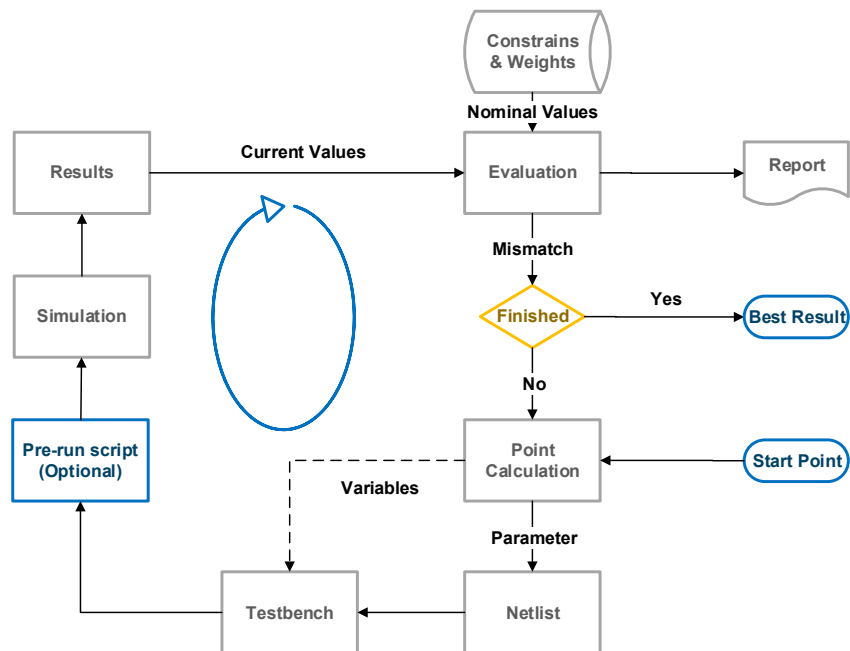 Constrains
& Weights
Nominal Values
Results
Current Values
Evaluation
Report
Mismatch
Simulation
Finished
Yes
Best Result
No
Pre-run script
(Optional)
Point
Calculation
Start Point
Variables
Parameter
Testbench
Netlist